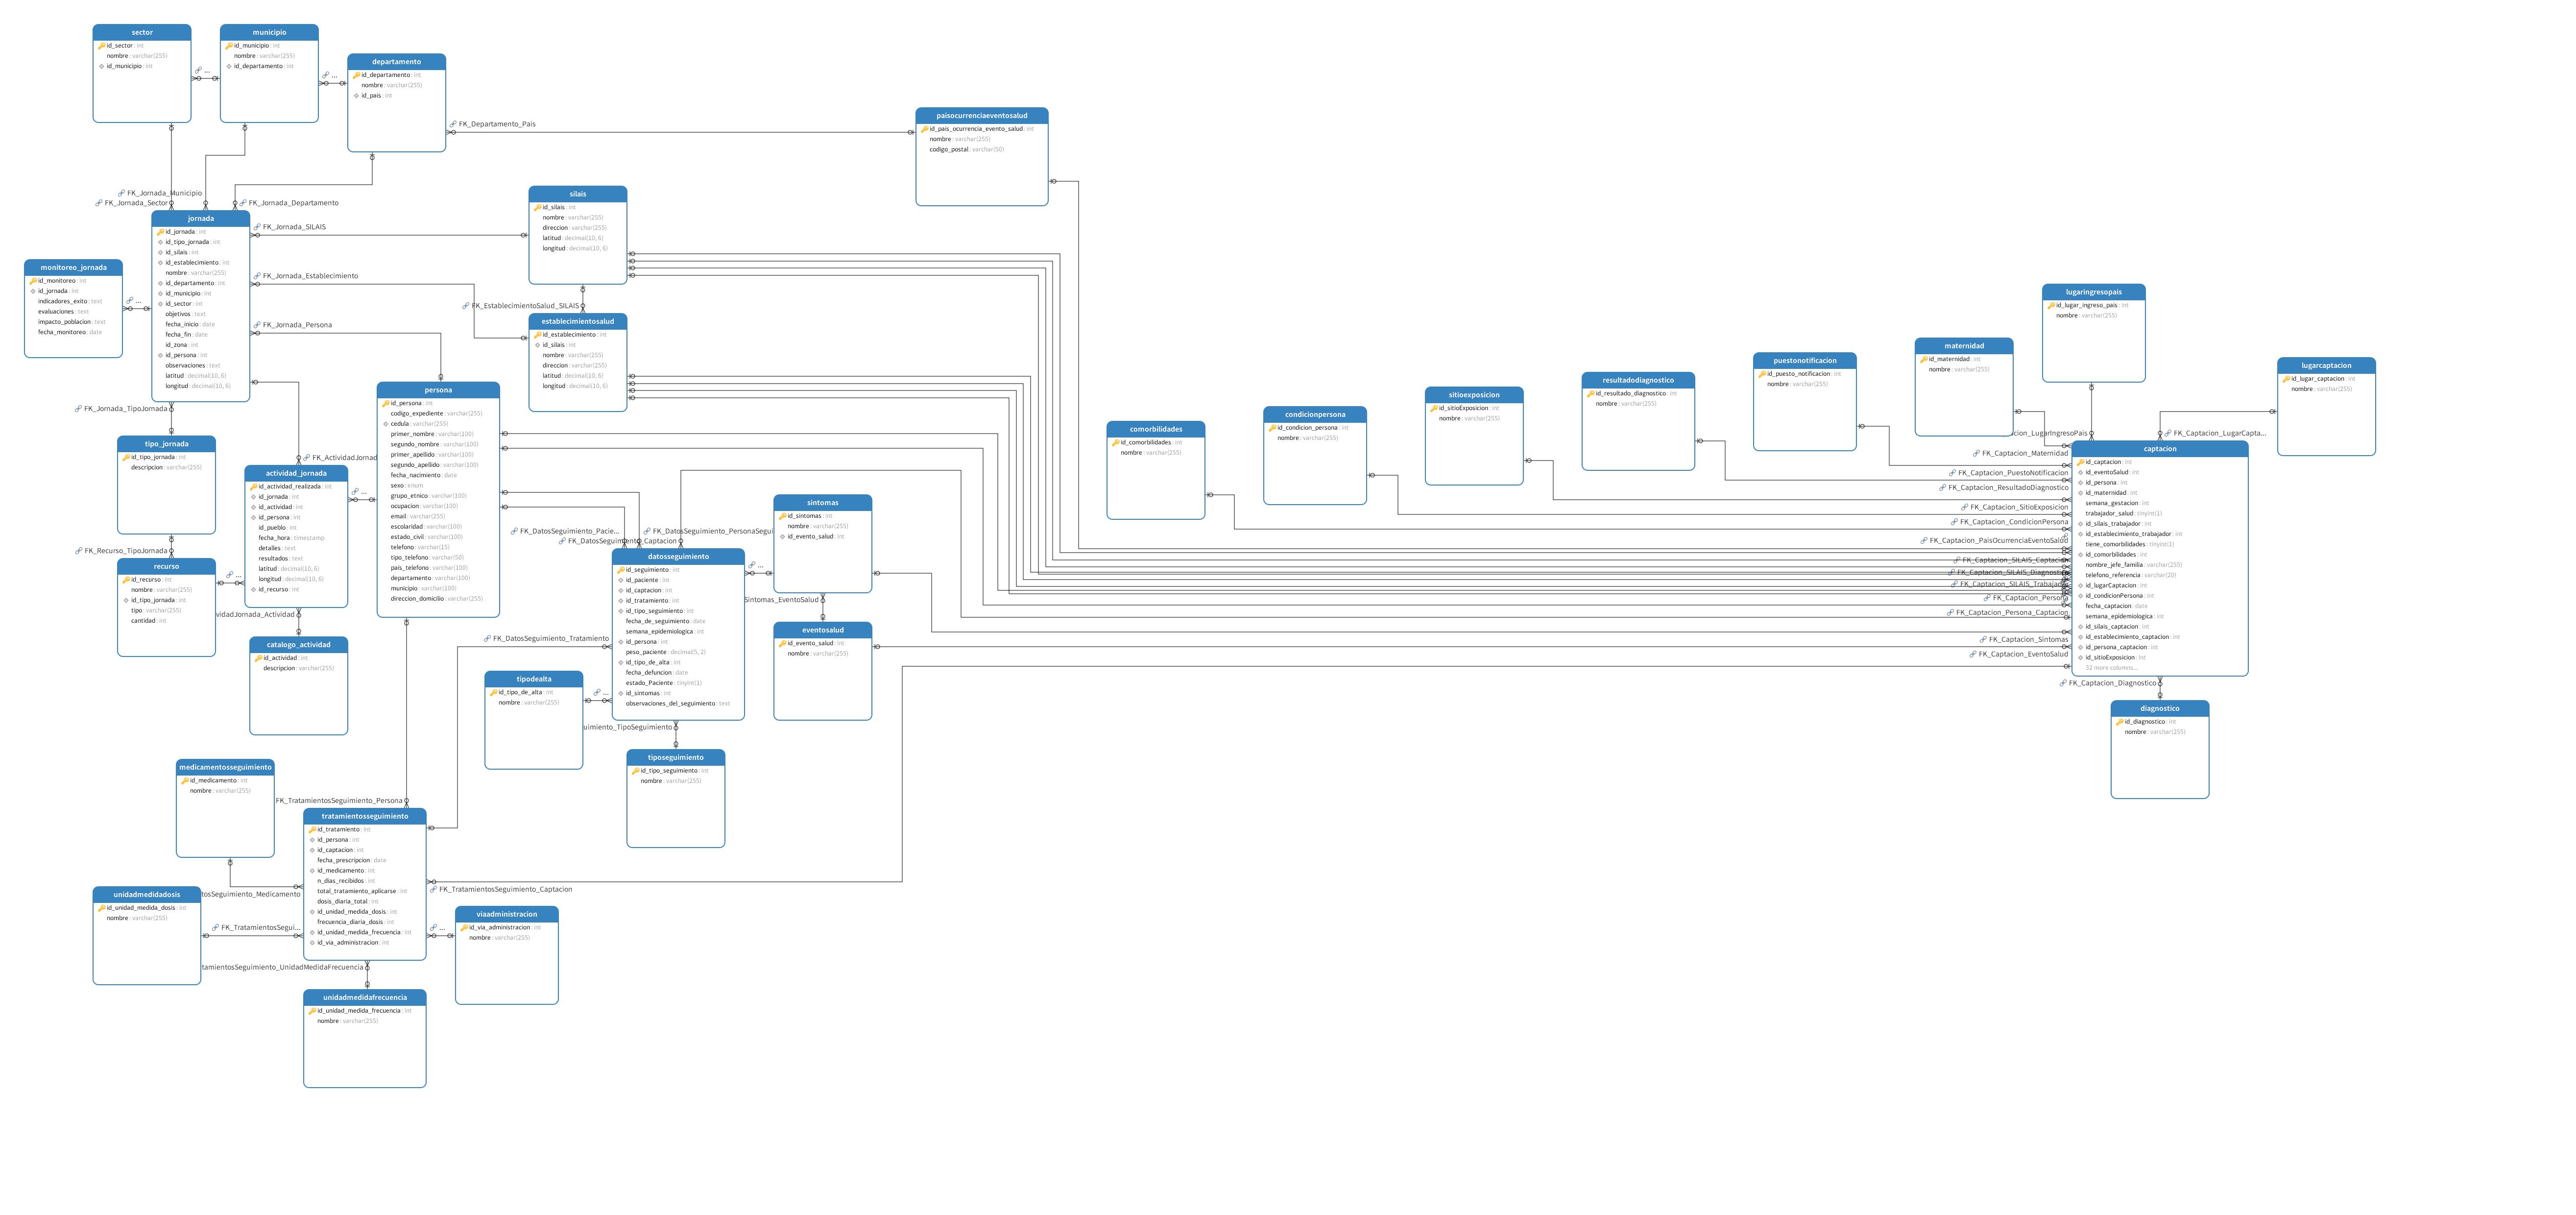 sector
id_sector : int
nombre : varchar(255)
id_municipio : int
municipio
id_municipio : int
nombre : varchar(255)
id_departamento : int
departamento
id_departamento : int
nombre : varchar(255)
id_pais : int
...
...
FK_Departamento_Pais
paisocurrenciaeventosalud
id_pais_ocurrencia_evento_salud : int
nombre : varchar(255)
codigo_postal : varchar(50)
FK_Jornada_Municipio
FK_Jornada_Sector
FK_Jornada_Departamento
jornada
id_jornada : int
id_tipo_jornada : int
id_silais : int
id_establecimiento : int
nombre : varchar(255)
id_departamento : int
id_municipio : int
id_sector : int
objetivos : text
fecha_inicio : date
fecha_fin : date
id_zona : int
id_persona : int
observaciones : text
latitud : decimal(10, 6)
longitud : decimal(10, 6)
FK_Jornada_SILAIS
FK_Jornada_Establecimiento
FK_Jornada_Persona
silais
id_silais : int
nombre : varchar(255)
direccion : varchar(255)
latitud : decimal(10, 6)
longitud : decimal(10, 6)
FK_EstablecimientoSalud_SILAIS
establecimientosalud
id_establecimiento : int
id_silais : int
nombre : varchar(255)
direccion : varchar(255)
latitud : decimal(10, 6)
longitud : decimal(10, 6)
monitoreo_jornada
id_monitoreo : int
id_jornada : int
indicadores_exito : text
evaluaciones : text
impacto_poblacion : text
fecha_monitoreo : date
...
FK_Jornada_TipoJornada
tipo_jornada
id_tipo_jornada : int
descripcion : varchar(255)
FK_Recurso_TipoJornada
recurso
id_recurso : int
nombre : varchar(255)
id_tipo_jornada : int
tipo : varchar(255)
cantidad : int
...
FK_ActividadJornad
actividad_jornada
id_actividad_realizada : int
id_jornada : int
id_actividad : int
id_persona : int
id_pueblo : int
fecha_hora : timestamp
detalles : text
resultados : text
latitud : decimal(10, 6)
longitud : decimal(10, 6)
id_recurso : int
...
vidadJornada_Actividad
catalogo_actividad
id_actividad : int
descripcion : varchar(255)
persona
id_persona : int
codigo_expediente : varchar(255)
cedula : varchar(255)
primer_nombre : varchar(100)
segundo_nombre : varchar(100)
primer_apellido : varchar(100)
segundo_apellido : varchar(100)
fecha_nacimiento : date
sexo : enum
grupo_etnico : varchar(100)
ocupacion : varchar(100)
email : varchar(255)
escolaridad : varchar(100)
estado_civil : varchar(100)
telefono : varchar(15)
tipo_telefono : varchar(50)
pais_telefono : varchar(100)
departamento : varchar(100)
municipio : varchar(100)
direccion_domicilio : varchar(255)
FK_DatosSeguimiento_Pacie...
FK_DatosSeguimiento_PersonaSegui
FK_DatosSeguimiento_Captacion
datosseguimiento
id_seguimiento : int
id_paciente : int
id_captacion : int
id_tratamiento : int
id_tipo_seguimiento : int
fecha_de_seguimiento : date
semana_epidemiologica : int
id_persona : int
peso_paciente : decimal(5, 2)
id_tipo_de_alta : int
fecha_defuncion : date
estado_Paciente : tinyint(1)
id_sintomas : int
observaciones_del_seguimiento : text
...
sintomas
id_sintomas : int
nombre : varchar(255)
id_evento_salud : int
Sintomas_EventoSalud
eventosalud
id_evento_salud : int
nombre : varchar(255)
FK_DatosSeguimiento_Tratamiento
tipodealta
id_tipo_de_alta : int
nombre : varchar(255)
...
uimiento_TipoSeguimiento
tiposeguimiento
id_tipo_seguimiento : int
nombre : varchar(255)
medicamentosseguimiento
id_medicamento : int
nombre : varchar(255)
FK_TratamientosSeguimiento_Persona
tratamientosseguimiento
id_tratamiento : int
id_persona : int
id_captacion : int
fecha_prescripcion : date
id_medicamento : int
n_dias_recibidos : int
total_tratamiento_aplicarse : int
dosis_diaria_total : int
id_unidad_medida_dosis : int
frecuencia_diaria_dosis : int
id_unidad_medida_frecuencia : int
id_via_administracion : int
FK_TratamientosSeguimiento_Captacion
tosSeguimiento_Medicamento
unidadmedidadosis
id_unidad_medida_dosis : int
nombre : varchar(255)
FK_TratamientosSegui...
...
viaadministracion
id_via_administracion : int
nombre : varchar(255)
tamientosSeguimiento_UnidadMedidaFrecuencia
unidadmedidafrecuencia
id_unidad_medida_frecuencia : int
nombre : varchar(255)
comorbilidades
id_comorbilidades : int
nombre : varchar(255)
condicionpersona
id_condicion_persona : int
nombre : varchar(255)
sitioexposicion
id_sitioExposicion : int
nombre : varchar(255)
resultadodiagnostico
id_resultado_diagnostico : int
nombre : varchar(255)
puestonotificacion
id_puesto_notificacion : int
nombre : varchar(255)
maternidad
id_maternidad : int
nombre : varchar(255)
lugaringresopais
id_lugar_ingreso_pais : int
nombre : varchar(255)
lugarcaptacion
id_lugar_captacion : int
nombre : varchar(255)
cion_LugarIngresoPais
FK_Captacion_LugarCapta...
FK_Captacion_Maternidad
FK_Captacion_PuestoNotificacion
FK_Captacion_ResultadoDiagnostico
FK_Captacion_SitioExposicion
FK_Captacion_CondicionPersona
FK_Captacion_PaisOcurrenciaEventoSalud
FK_Captacion_SILAIS_Captacion
FK_Captacion_SILAIS_Diagnostico
FK_Captacion_SILAIS_Trabajador
FK_Captacion_Persona
FK_Captacion_Persona_Captacion
FK_Captacion_Sintomas
FK_Captacion_EventoSalud
captacion
id_captacion : int
id_eventoSalud : int
id_persona : int
id_maternidad : int
semana_gestacion : int
trabajador_salud : tinyint(1)
id_silais_trabajador : int
id_establecimiento_trabajador : int
tiene_comorbilidades : tinyint(1)
id_comorbilidades : int
nombre_jefe_familia : varchar(255)
telefono_referencia : varchar(20)
id_lugarCaptacion : int
id_condicionPersona : int
fecha_captacion : date
semana_epidemiologica : int
id_silais_captacion : int
id_establecimiento_captacion : int
id_persona_captacion : int
id_sitioExposicion : int
32 more columns...
FK_Captacion_Diagnostico
diagnostico
id_diagnostico : int
nombre : varchar(255)